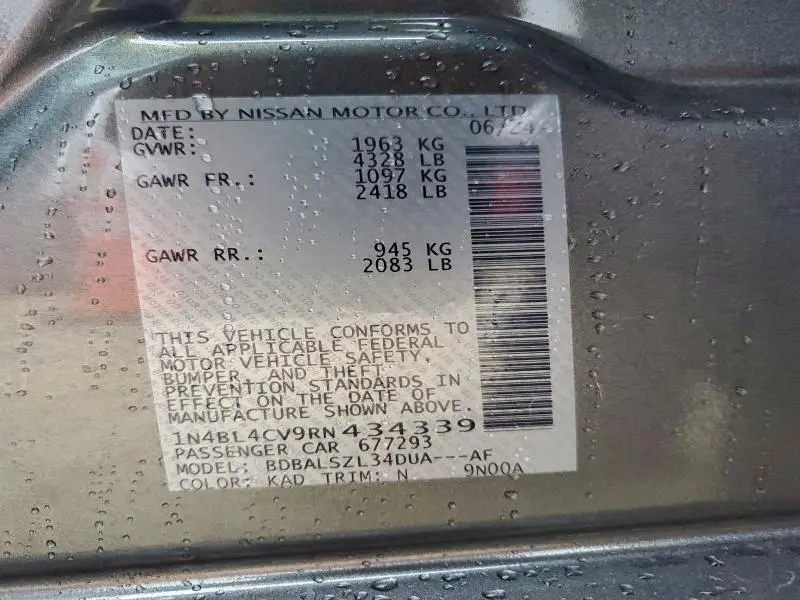 MFD BY NISSAN MOTOR CO., LTD
DATE: 06/24
GVWR: 1963 KG
4328 LB
GAWR FR.: 1097 KG
2418 LB
GAWR RR.: 945 KG
2083 LB
THIS VEHICLE CONFORMS TO
ALL APPLICABLE FEDERAL
MOTOR VEHICLE SAFETY,
BUMPER, AND THEFT
PREVENTION STANDARDS IN
EFFECT ON THE DATE OF
MANUFACTURE SHOWN ABOVE.
1N4BL4CV9RN434339
PASSENGER CAR 677293
MODEL: BDBALSZL34DUA---AF
COLOR: KAD TRIM: N 9N00A